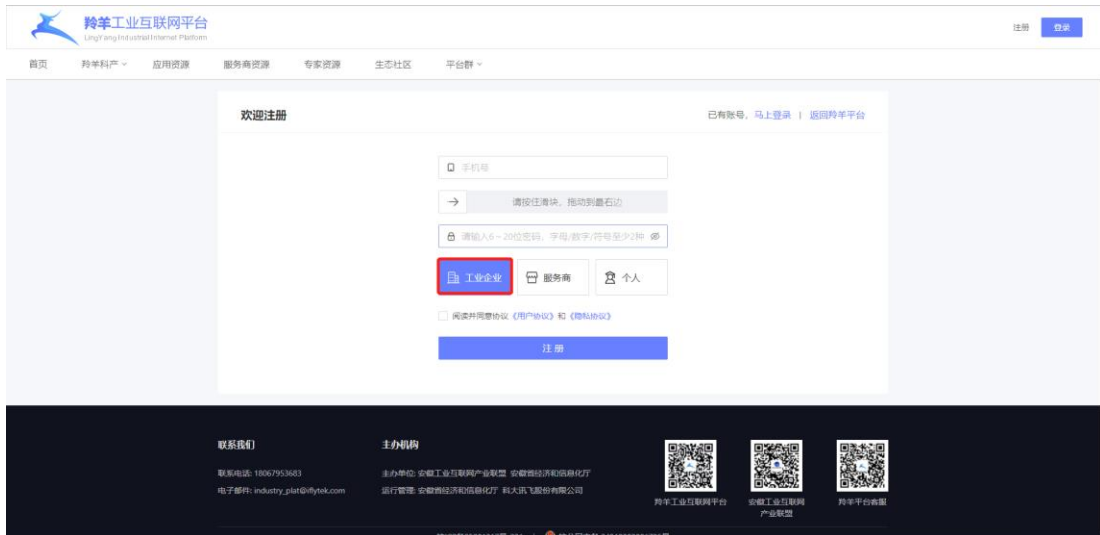 羚羊工业互联网平台
LingYang Industrial Internet Platform
注册
登录
首页
羚羊科产
应用资源
服务商资源
专家资源
生态社区
平台群
欢迎注册
已有账号，马上登录 | 返回羚羊平台
手机号
请按住滑块，拖动到最右边
请输入6~20位密码，字母/数字/符号至少2种
工业企业
服务商
个人
阅读并同意协议《用户协议》和《隐私协议》
注册
联系我们
主办机构
联系电话: 18067953683
主办单位: 安徽工业互联网产业联盟 安徽省经济和信息化厅
电子邮件: industry_plat@iflytek.com
运行管理: 安徽省经济和信息化厅 科大讯飞股份有限公司
羚羊工业互联网平台
安徽工业互联网
产业联盟
羚羊平台客服